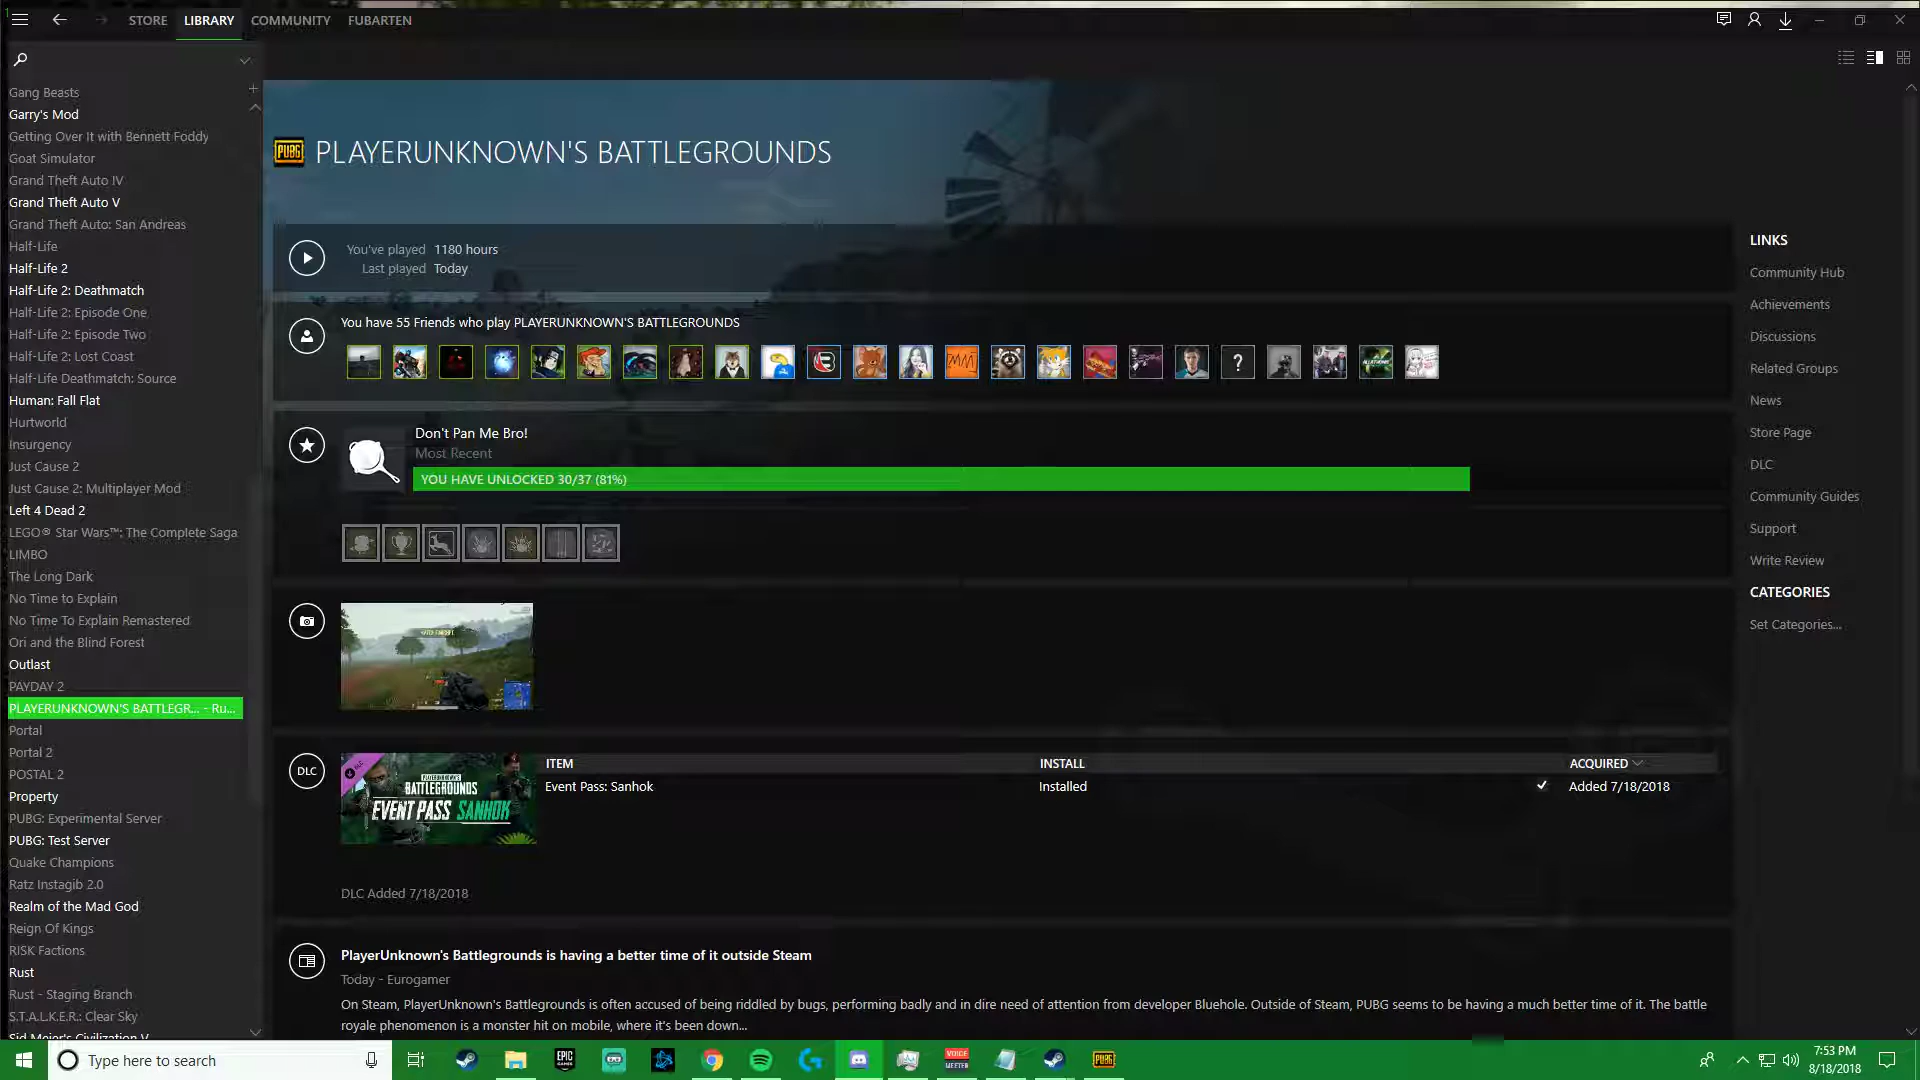 STORE LIBRARY COMMUNITY FUBARTEN
Gang Beasts
Garry's Mod
Getting Over It with Bennett Foddy
Goat Simulator
Grand Theft Auto IV
Grand Theft Auto V
Grand Theft Auto: San Andreas
Half-Life
Half-Life 2
Half-Life 2: Deathmatch
Half-Life 2: Episode One
Half-Life 2: Episode Two
Half-Life 2: Lost Coast
Half-Life Deathmatch: Source
Human: Fall Flat
Hurtworld
Insurgency
Just Cause 2
Just Cause 2: Multiplayer Mod
Left 4 Dead 2
LEGO® Star Wars™: The Complete Saga
LIMBO
The Long Dark
No Time to Explain
No Time To Explain Remastered
Ori and the Blind Forest
Outlast
PAYDAY 2
PLAYERUNKNOWN'S BATTLEGR... - Ru...
Portal
Portal 2
POSTAL 2
Property
PUBG: Experimental Server
PUBG: Test Server
Quake Champions
Ratz Instagib 2.0
Realm of the Mad God
Reign Of Kings
RISK Factions
Rust
Rust - Staging Branch
S.T.A.L.K.E.R.: Clear Sky
Sid Meier's Civilization V
PUBG PLAYERUNKNOWN'S BATTLEGROUNDS
You've played 1180 hours
Last played Today
You have 55 Friends who play PLAYERUNKNOWN'S BATTLEGROUNDS
?
Don't Pan Me Bro!
Most Recent
YOU HAVE UNLOCKED 30/37 (81%)
DLC
PLAYERUNKNOWN'S
BATTLEGROUNDS
EVENT PASS SANHOK
ITEM INSTALL ACQUIRED
Event Pass: Sanhok Installed Added 7/18/2018
DLC Added 7/18/2018
PlayerUnknown's Battlegrounds is having a better time of it outside Steam
Today - Eurogamer
On Steam, PlayerUnknown's Battlegrounds is often accused of being riddled by bugs, performing badly and in dire need of attention from developer Bluehole. Outside of Steam, PUBG seems to be having a much better time of it. The battle
royale phenomenon is a monster hit on mobile, where it's been down...
LINKS
Community Hub
Achievements
Discussions
Related Groups
News
Store Page
DLC
Community Guides
Support
Write Review
CATEGORIES
Set Categories...
Type here to search
EPIC
GAMES
VOICE
MEETER
PUBG
7:53 PM
8/18/2018